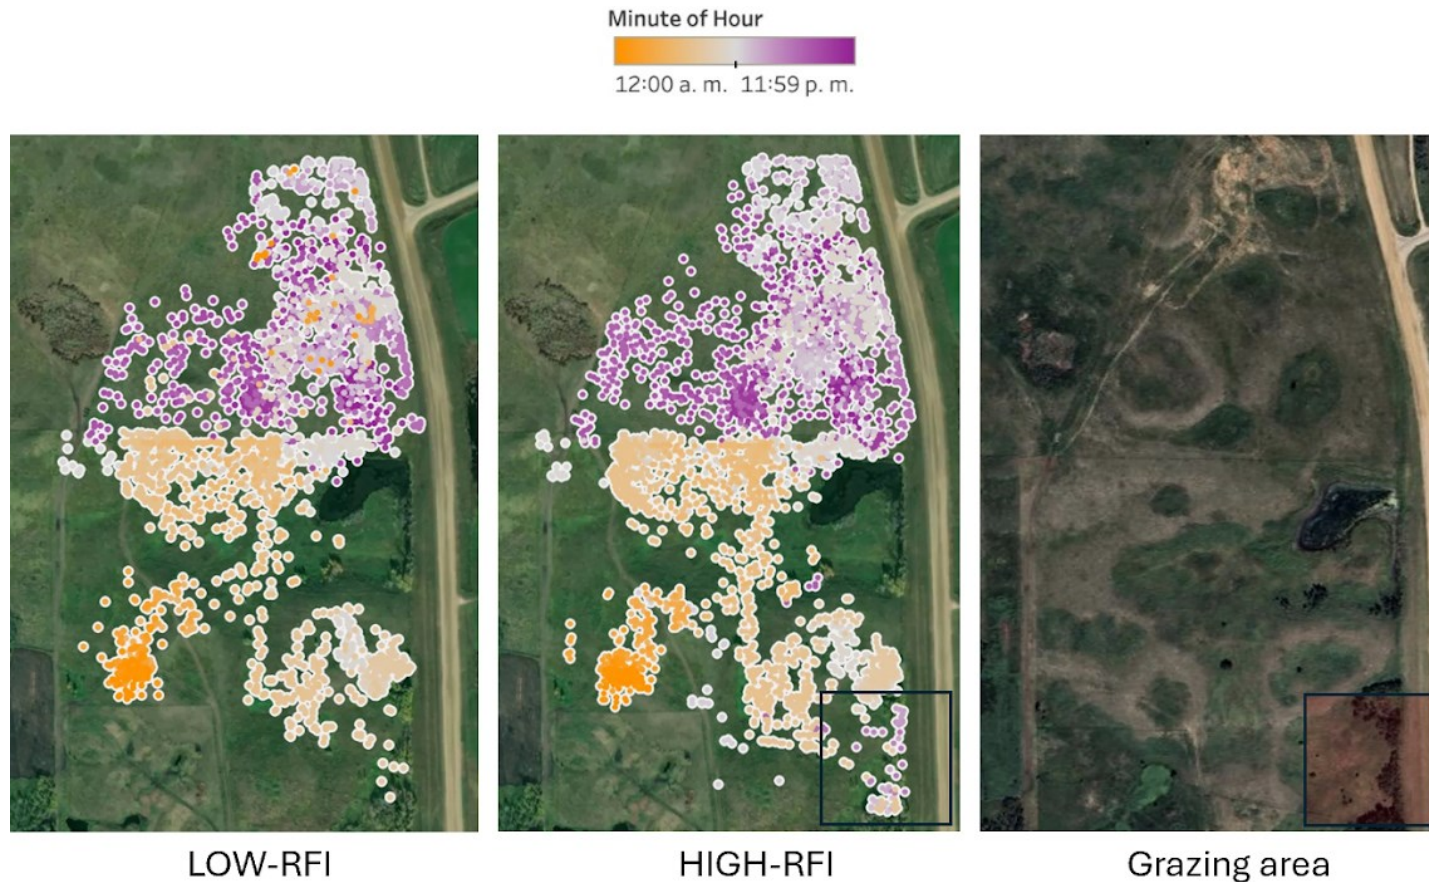 Minute of Hour
12:00 a. m. 11:59 p. m.
LOW-RFI
HIGH-RFI
Grazing area